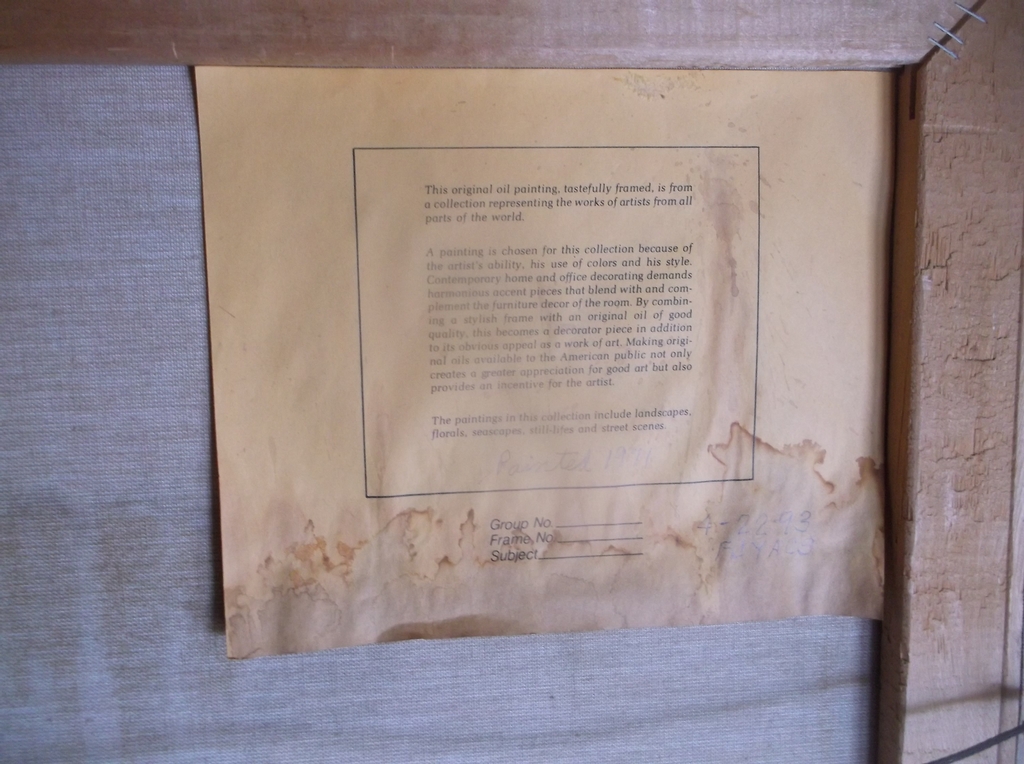 This original oil painting, tastefully framed, is from
a collection representing the works of artists from all
parts of the world.
A painting is chosen for this collection because of
the artist's ability, his use of colors and his style.
Contemporary home and office decorating demands
harmonious accent pieces that blend with and com-
plement the furniture decor of the room. By combin-
ing a stylish frame with an original oil of good
quality, this becomes a decorator piece in addition
to its obvious appeal as a work of art. Making origi-
nal oils available to the American public not only
creates a greater appreciation for good art but also
provides an incentive for the artist.
The paintings in this collection include landscapes,
florals, seascapes, still-lifes and street scenes.
Painted
Group No.
Frame No.
Subject